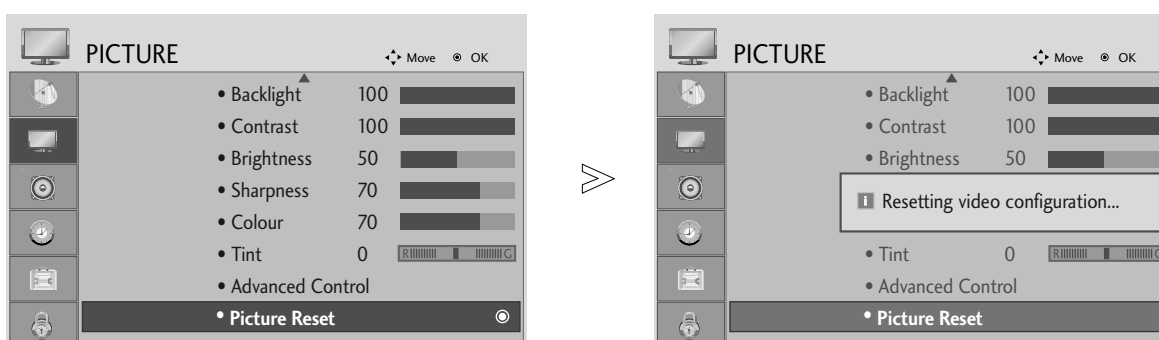 PICTURE
Move OK
• Backlight 100
• Contrast 100
• Brightness 50
• Sharpness 70
• Colour 70
• Tint 0 R G
• Advanced Control
• Picture Reset
PICTURE
Move OK
• Backlight 100
• Contrast 100
• Brightness 50
i Resetting video configuration...
• Tint 0 R G
• Advanced Control
• Picture Reset